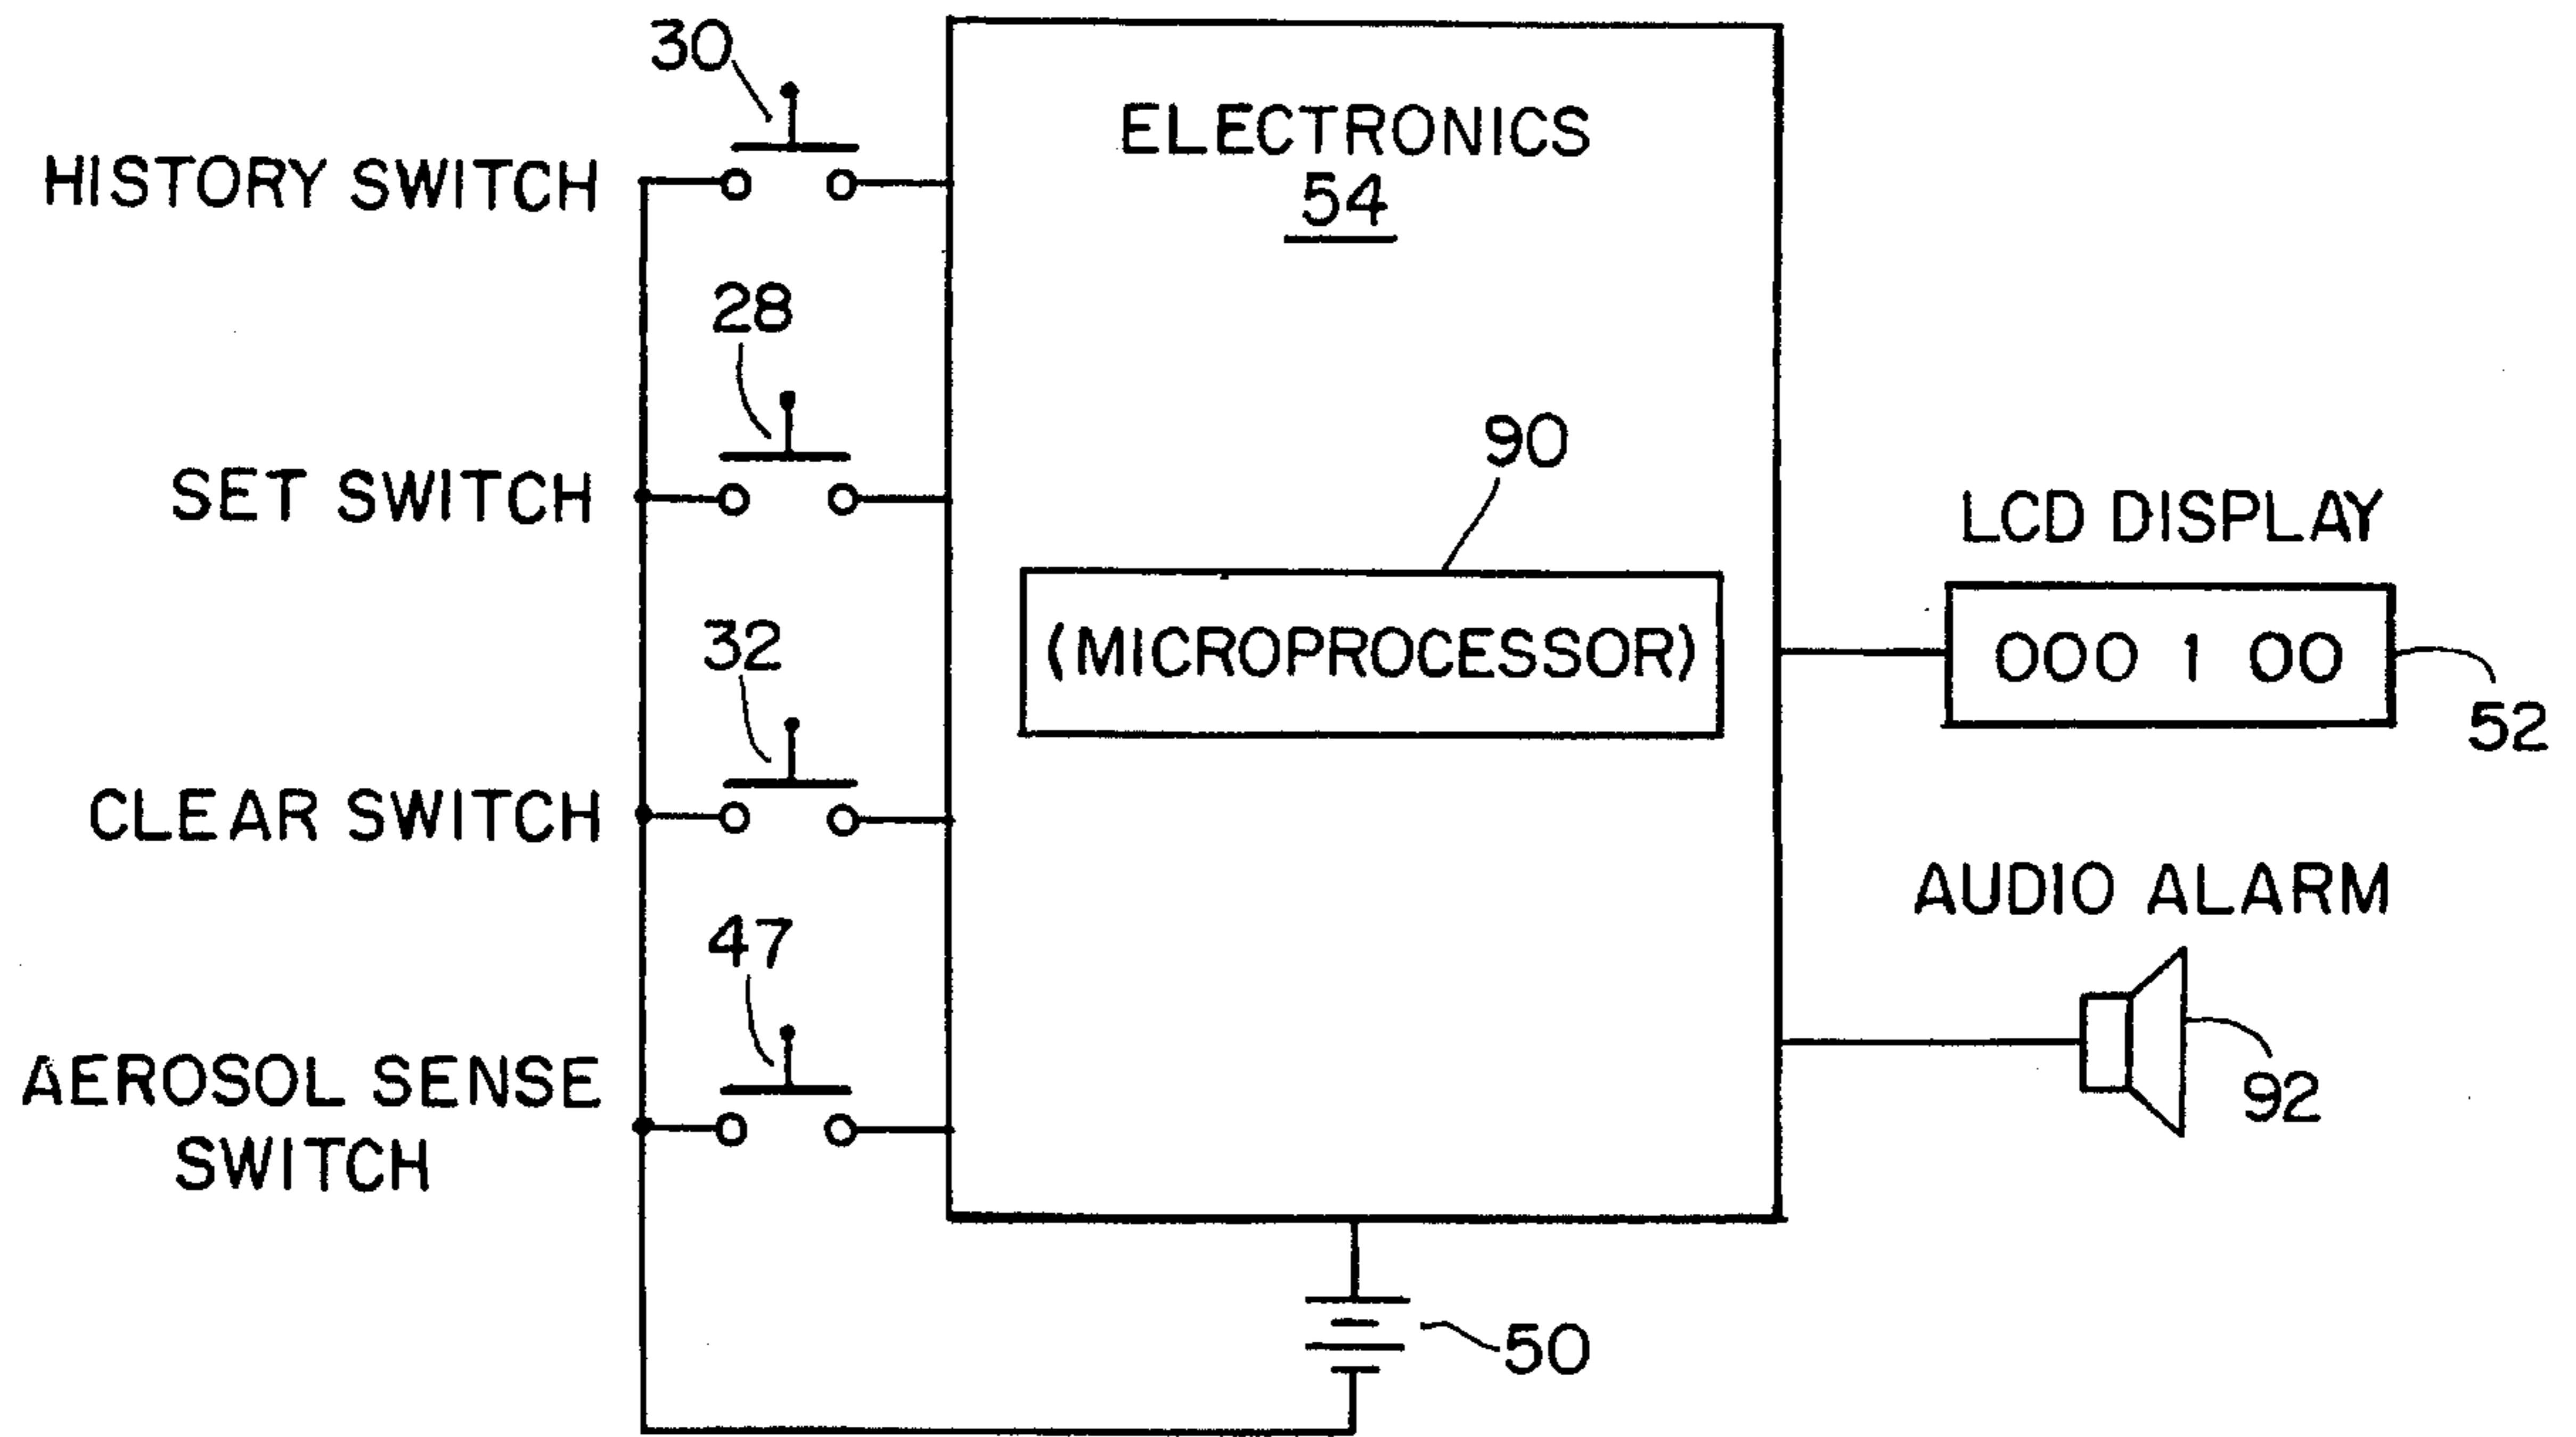 30
HISTORY SWITCH
ELECTRONICS
54
28
SET SWITCH
90
(MICROPROCESSOR)
LCD DISPLAY
000 1 00
52
32
CLEAR SWITCH
AUDIO ALARM
92
47
AEROSOL SENSE
SWITCH
50